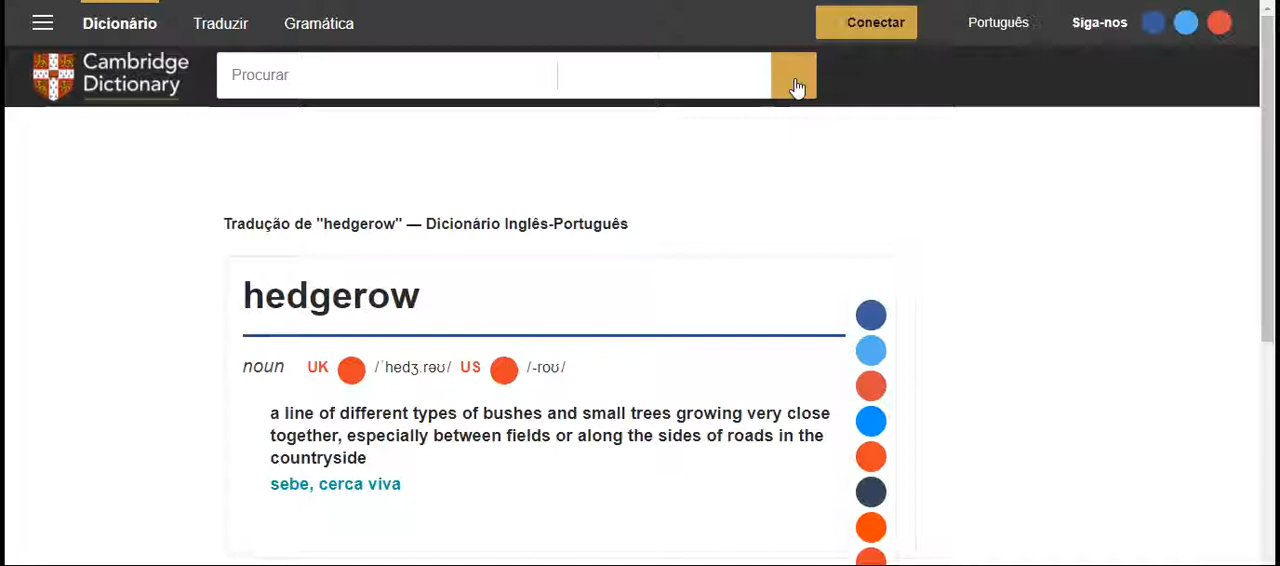 Dicionário Traduzir Gramática Conectar Português Siga-nos
Cambridge
Dictionary
Procurar
Tradução de "hedgerow" — Dicionário Inglês-Português
hedgerow
noun UK /ˈhedʒ.rəʊ/ US /-roʊ/
a line of different types of bushes and small trees growing very close
together, especially between fields or along the sides of roads in the
countryside
sebe, cerca viva